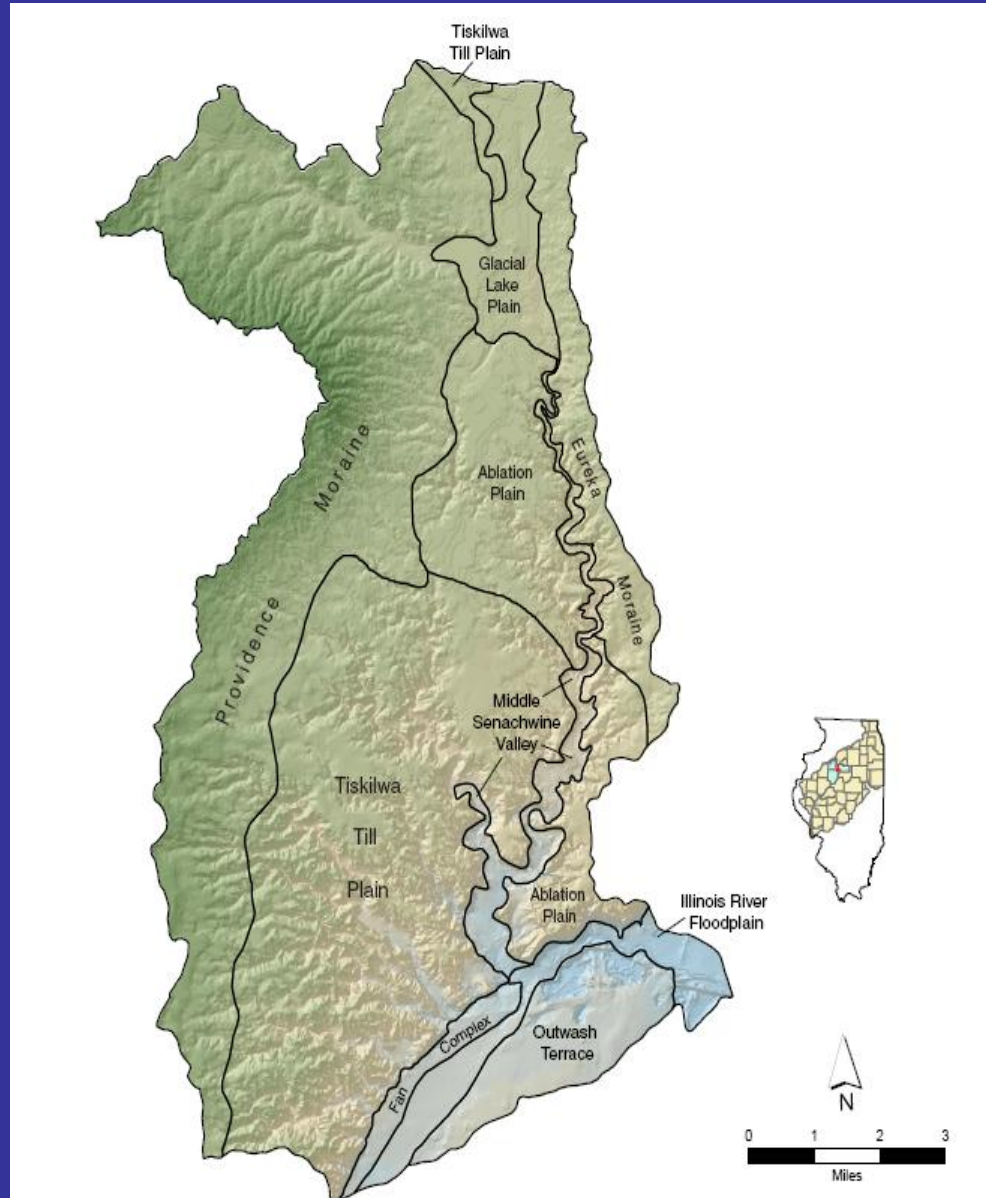 Tiskilwa
Till Plain
Glacial
Lake
Plain
Ablation
Plain
Eureka
Moraine
Providence
Moraine
Middle
Senachwine
Valley
Tiskilwa
Till
Plain
Ablation
Plain
Illinois River
Floodplain
Fan
Complex
Outwash
Terrace
N
0 1 2 3
Miles